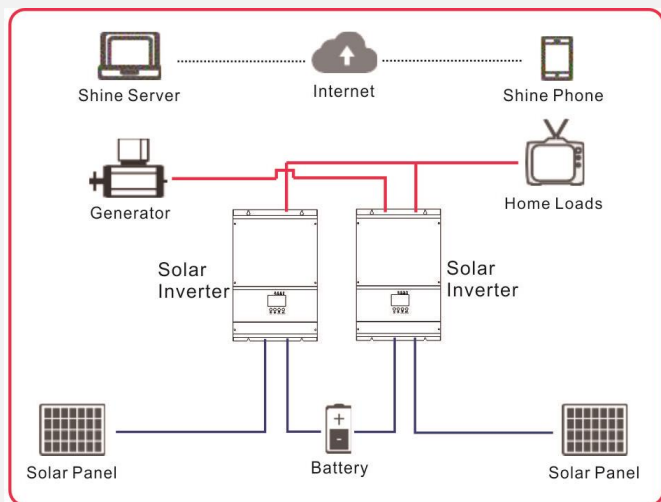 Shine Server
Internet
Shine Phone
Generator
Home Loads
Solar
Inverter
Solar
Inverter
+
-
Solar Panel
Battery
Solar Panel